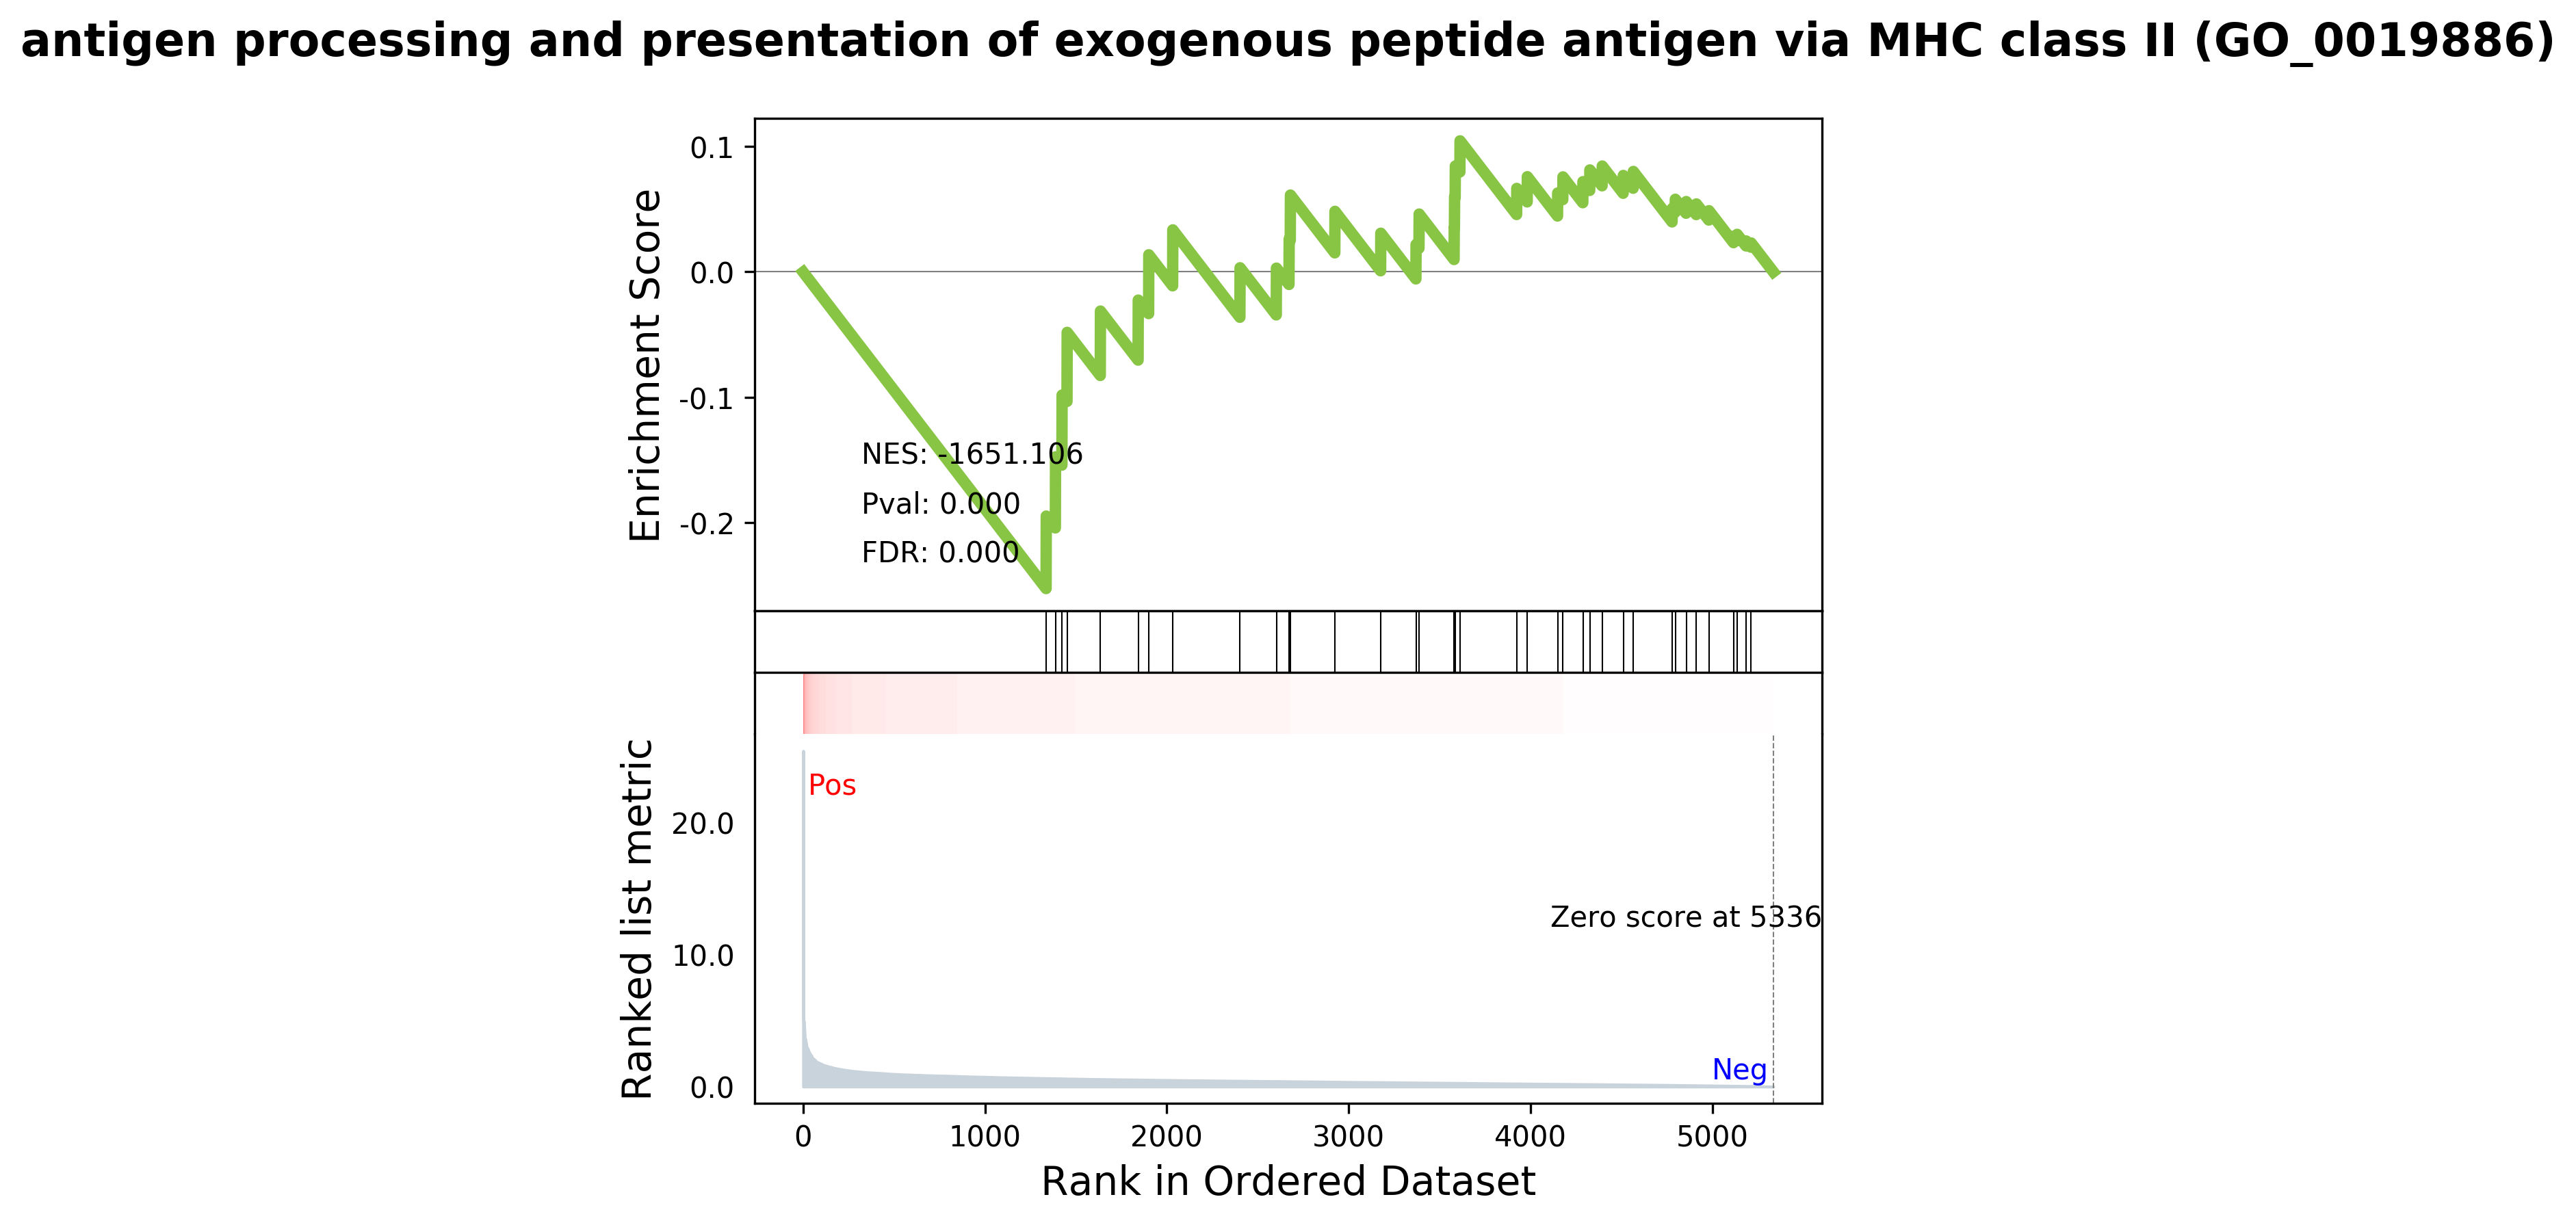 antigen processing and presentation of exogenous peptide antigen via MHC class II (GO_0019886)
Enrichment Score
0.1
0.0
-0.1
-0.2
NES: -1651.106
Pval: 0.000
FDR: 0.000
Ranked list metric
20.0
10.0
0.0
Pos
Zero score at 5336
Neg
0 1000 2000 3000 4000 5000
Rank in Ordered Dataset